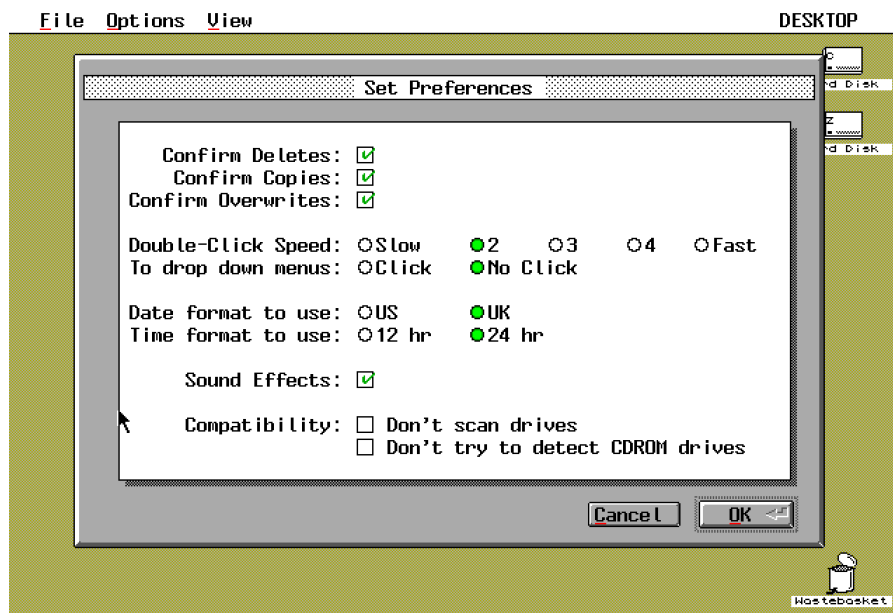 File Options View DESKTOP
Set Preferences
C
rd Disk
Z
rd Disk
Confirm Deletes:
Confirm Copies:
Confirm Overwrites:
Double-Click Speed: Slow 2 3 4 Fast
To drop down menus: Click No Click
Date format to use: US UK
Time format to use: 12 hr 24 hr
Sound Effects:
Compatibility: Don't scan drives
Don't try to detect CDROM drives
Cancel OK
Wastebasket